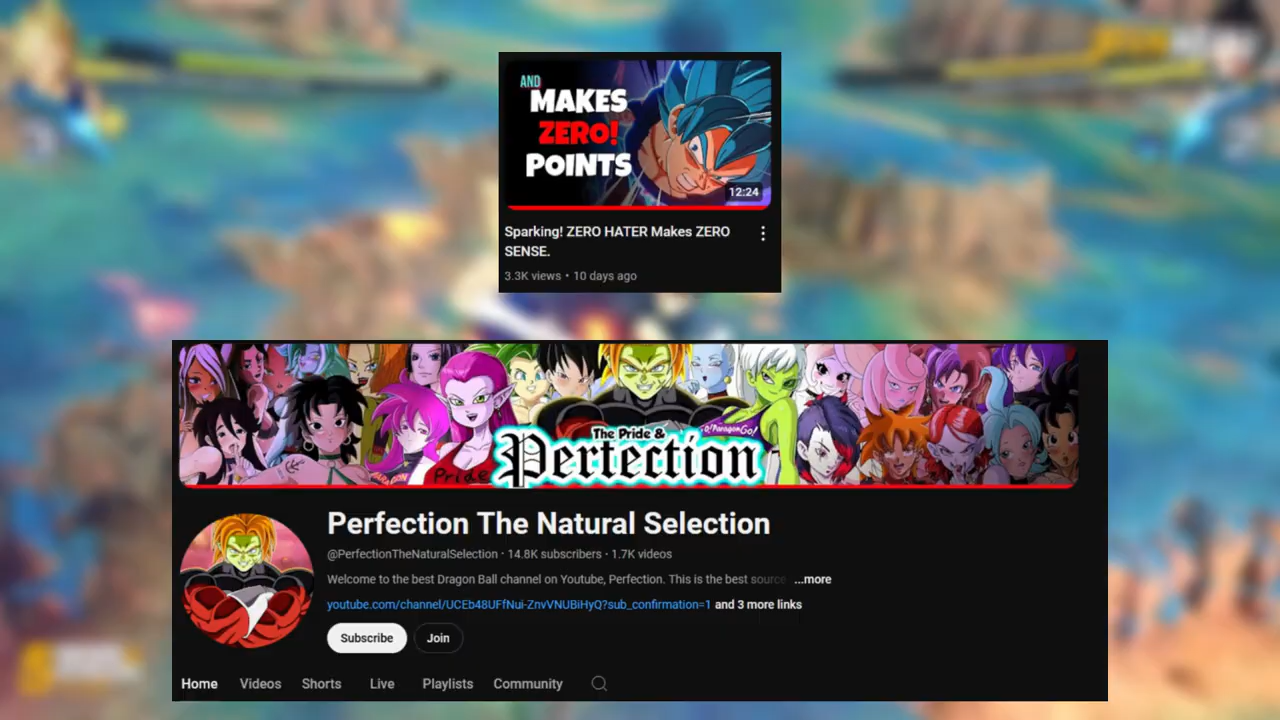 AND
MAKES
ZERO!
POINTS
12:24
Sparking! ZERO HATER Makes ZERO
SENSE.
3.3K views • 10 days ago
The Pride &
Perfection
Pride
Perfection The Natural Selection
@PerfectionTheNaturalSelection · 14.8K subscribers · 1.7K videos
Welcome to the best Dragon Ball channel on Youtube, Perfection. This is the best source ...more
youtube.com/channel/UCEb48UFfNui-ZnvVNUBiHyQ?sub_confirmation=1 and 3 more links
Subscribe Join
Home Videos Shorts Live Playlists Community